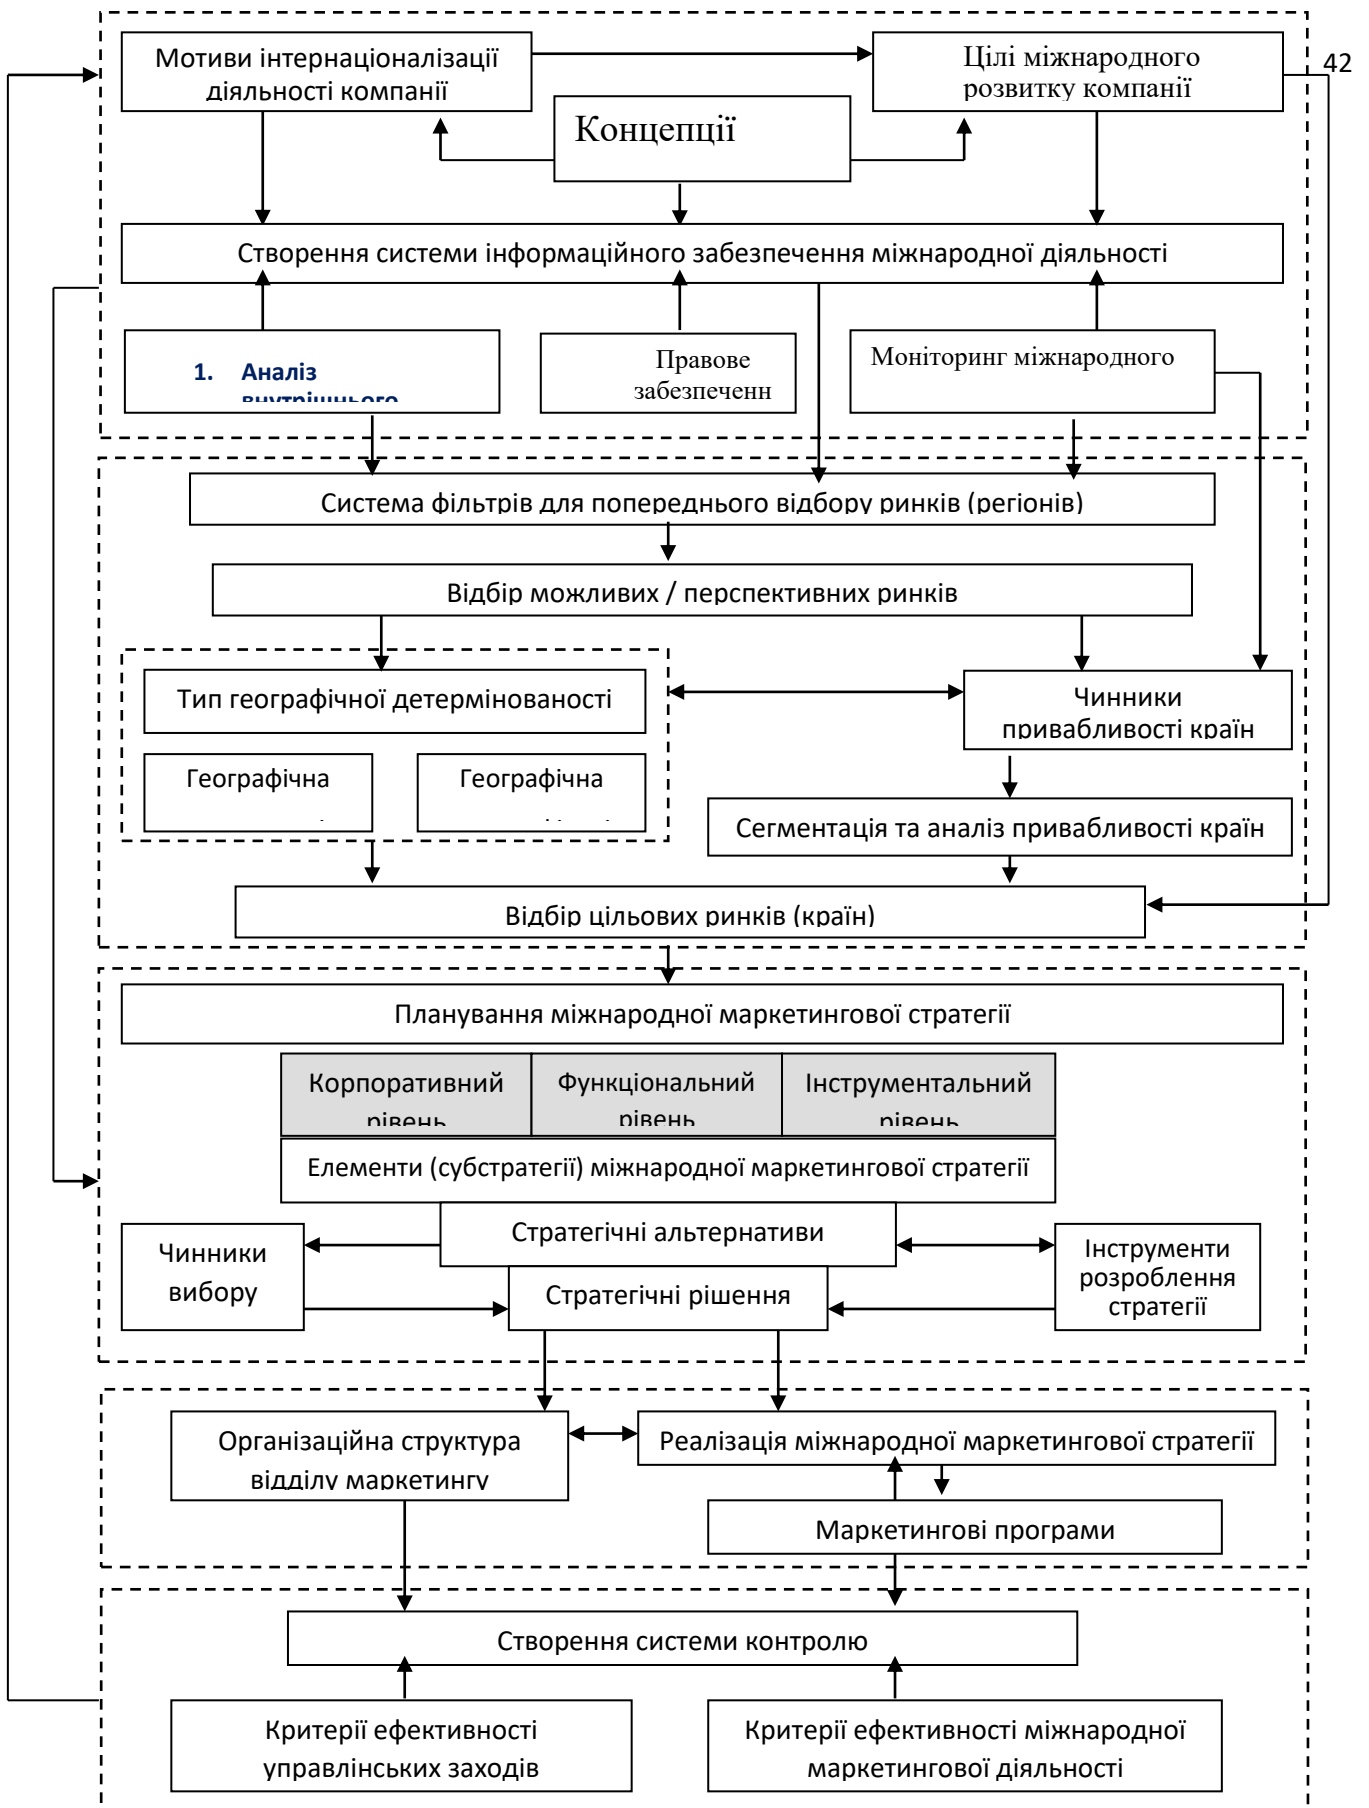 Мотиви інтернаціоналізації
діяльності компанії
Цілі міжнародного
розвитку компанії
42
Концепції
Створення системи інформаційного забезпечення міжнародної діяльності
1. Аналіз
внутрішнього
Правове
забезпеченн
Моніторинг міжнародного
Система фільтрів для попереднього відбору ринків (регіонів)
Відбір можливих / перспективних ринків
Тип географічної детермінованості
Чинники
привабливості країн
Географічна
Географічна
Сегментація та аналіз привабливості країн
Відбір цільових ринків (країн)
Планування міжнародної маркетингової стратегії
Корпоративний
рівень
Функціональний
рівень
Інструментальний
рівень
Елементи (субстратегії) міжнародної маркетингової стратегії
Стратегічні альтернативи
Чинники
вибору
Інструменти
розроблення
стратегії
Стратегічні рішення
Організаційна структура
відділу маркетингу
Реалізація міжнародної маркетингової стратегії
Маркетингові програми
Створення системи контролю
Критерії ефективності
управлінських заходів
Критерії ефективності міжнародної
маркетингової діяльності